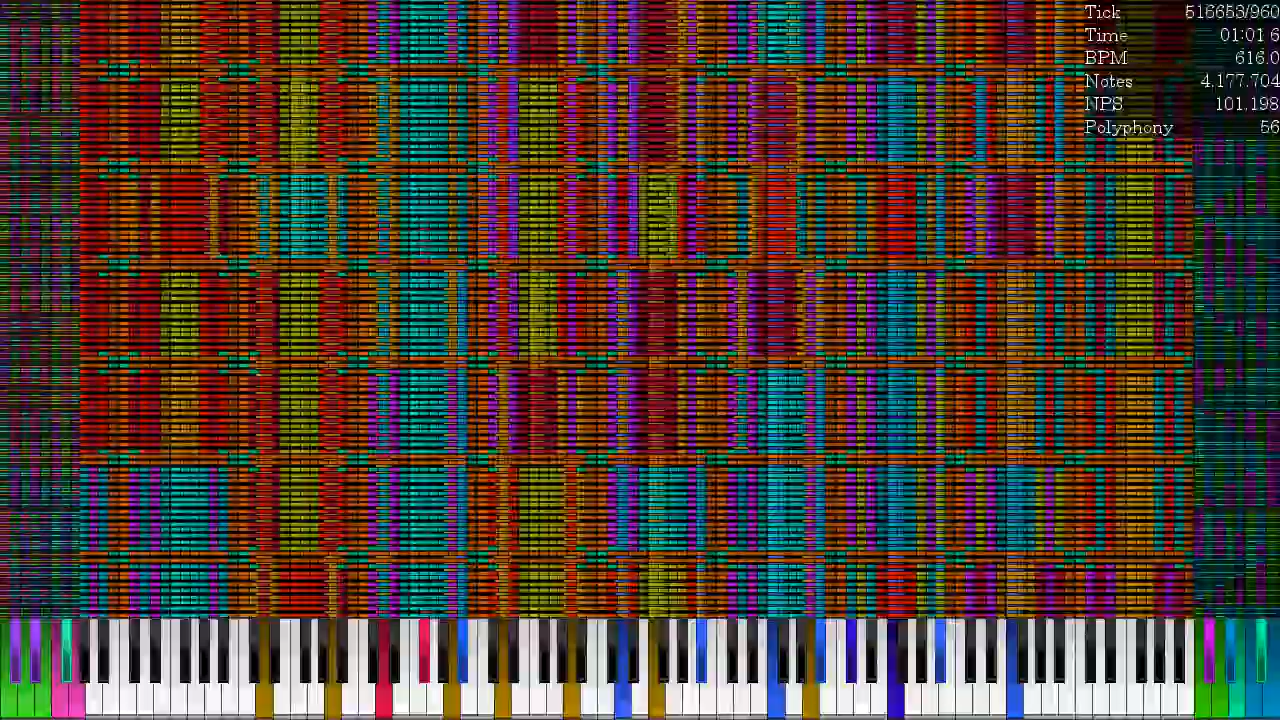 Tick 516653/960
Time 01:01 6
BPM 616.0
Notes 4.177.704
NPS 101.198
Polyphony 56